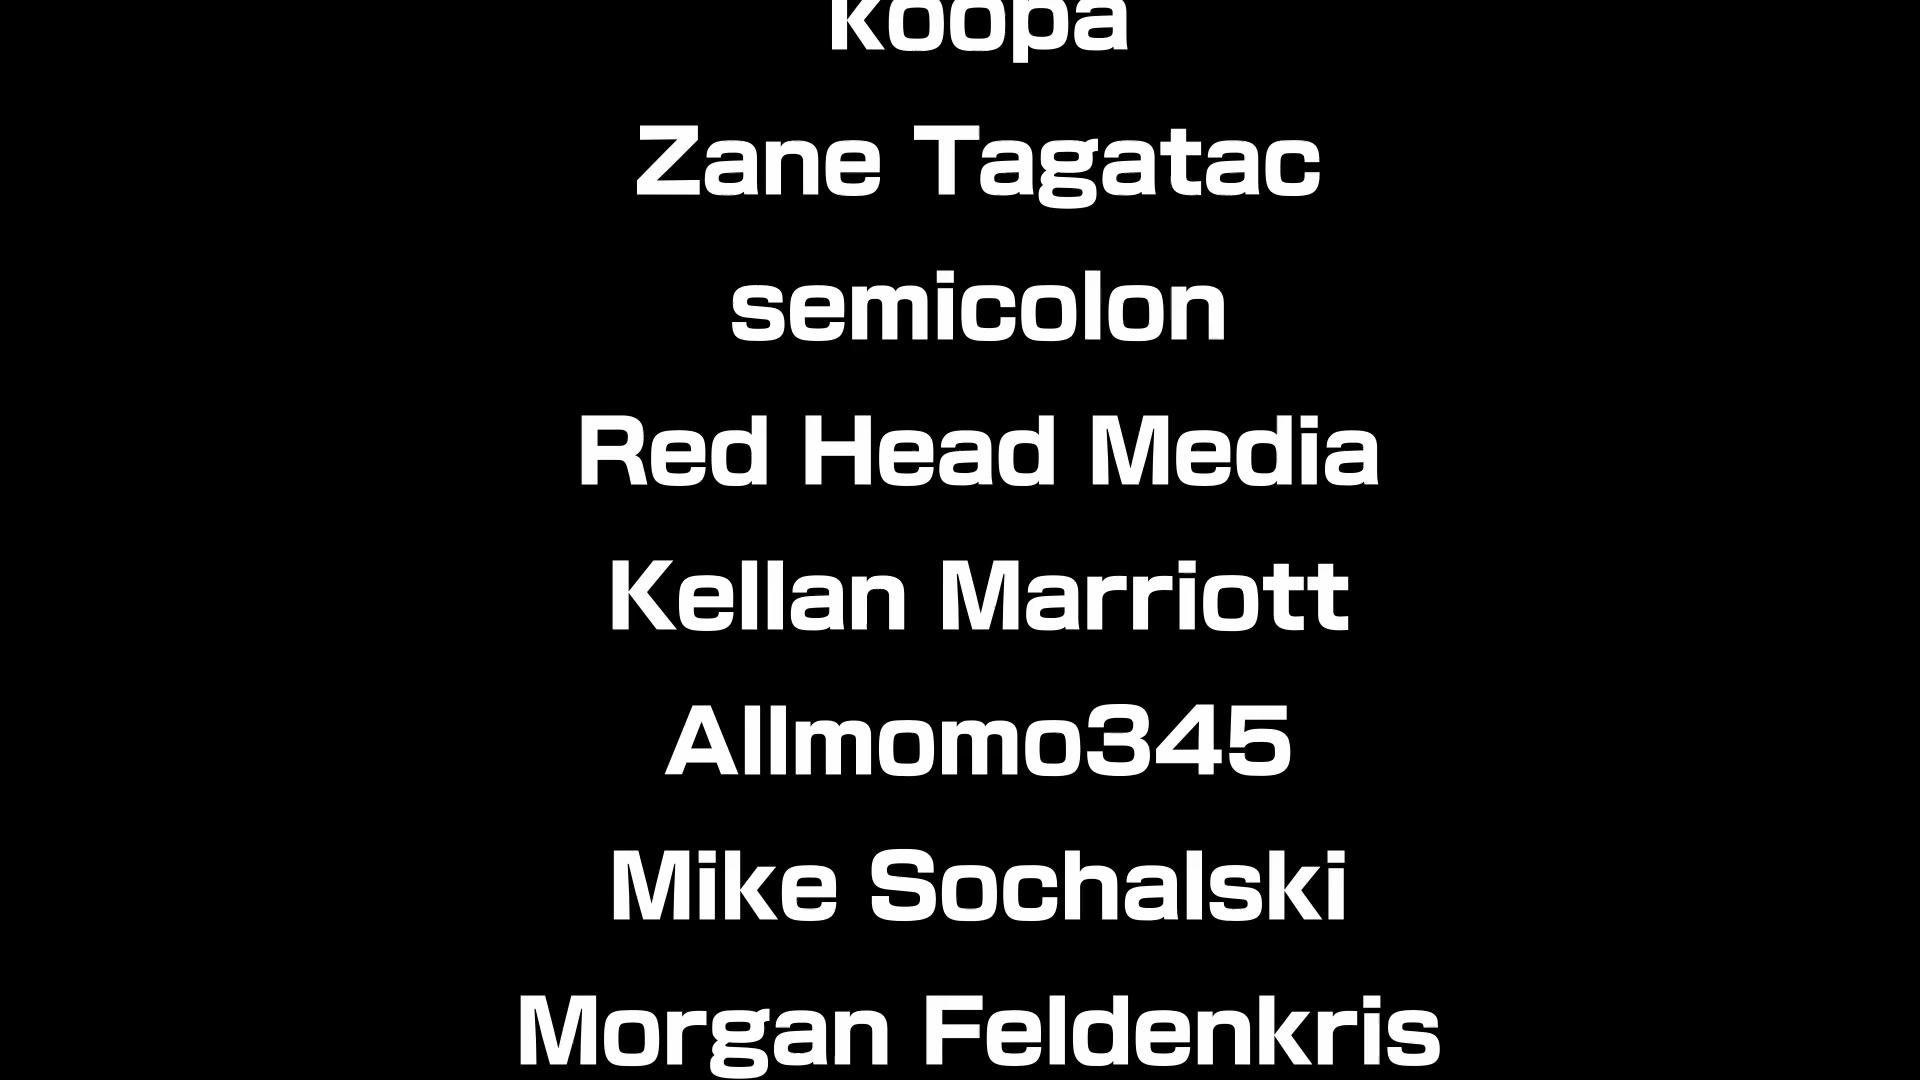 koopa
Zane Tagatac
semicolon
Red Head Media
Kellan Marriott
Allmomo345
Mike Sochalski
Morgan Feldenkris